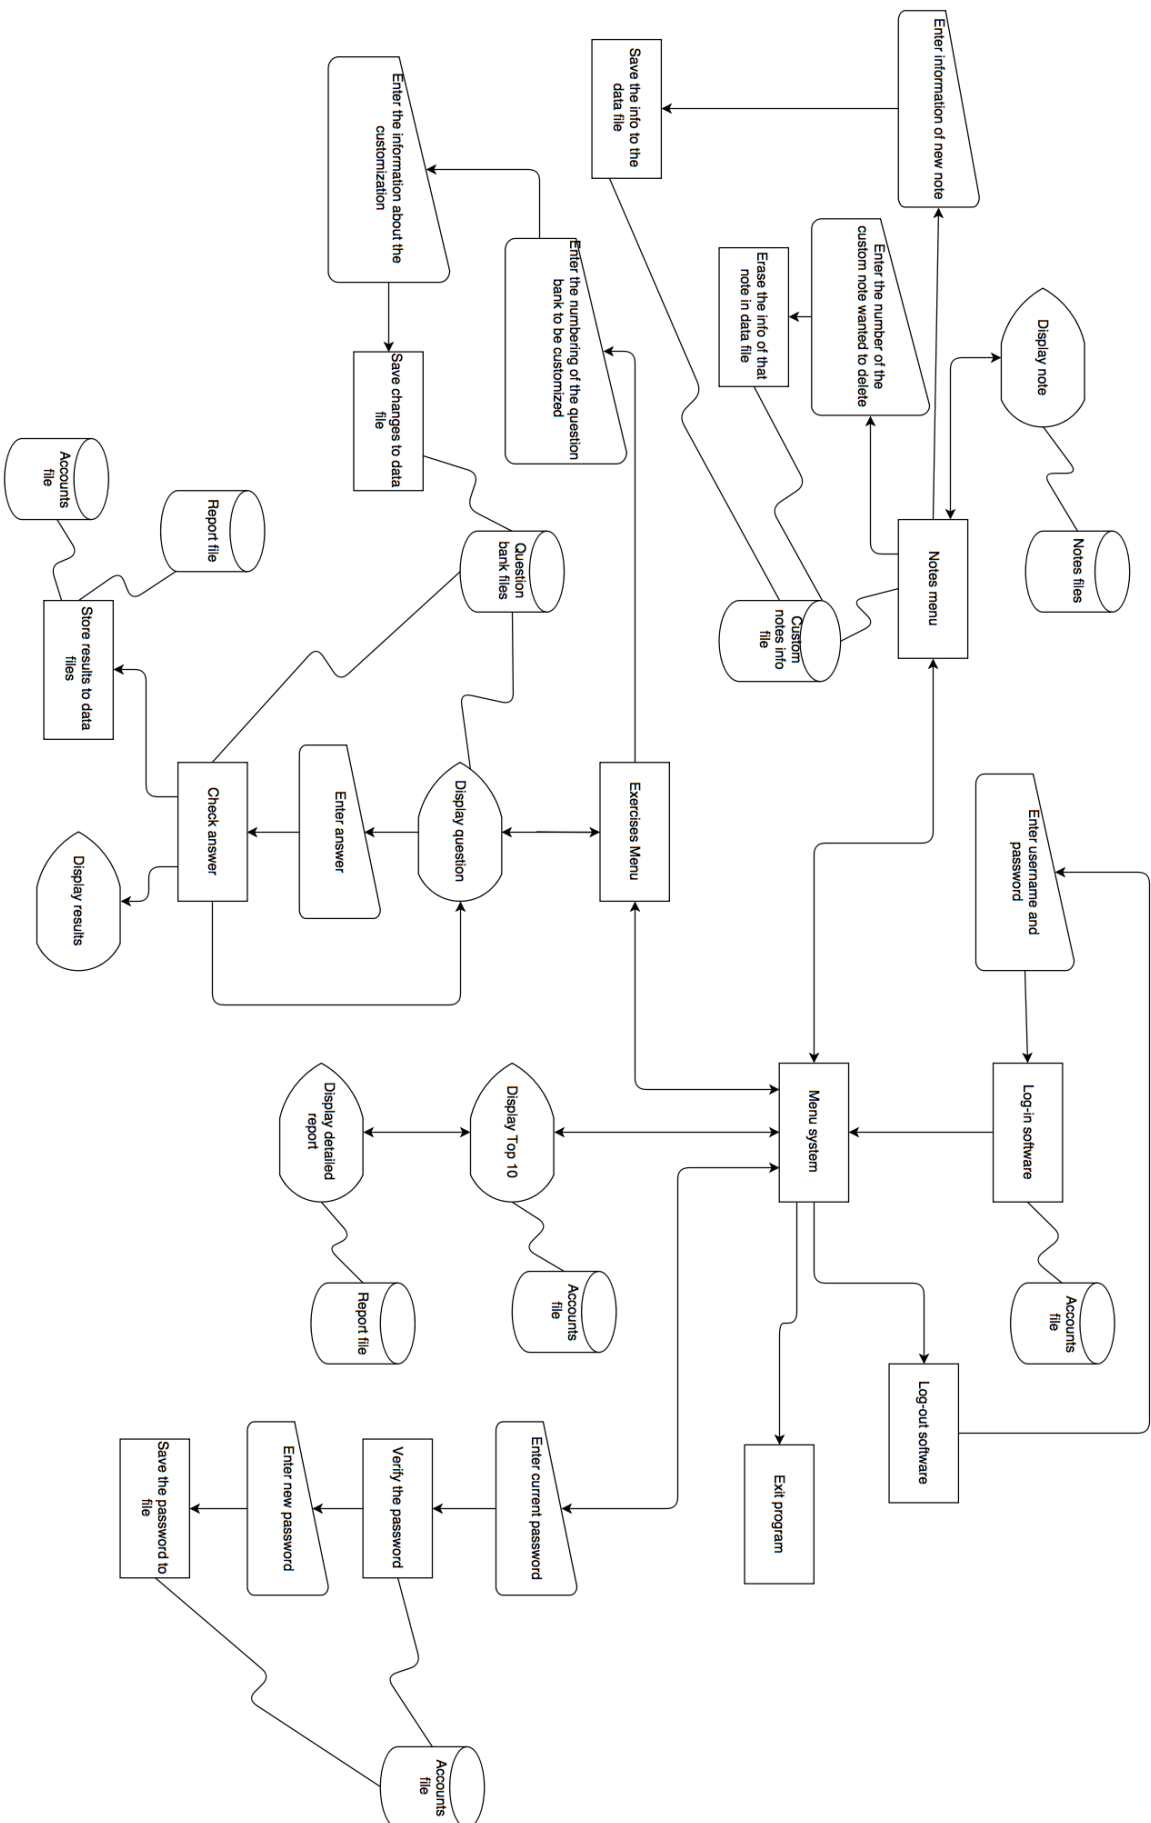 Enter username and
password
Log-in software
Accounts
file
Log-out software
Display note
Notes files
Enter information of new note
Notes menu
Enter the number of the
custom note wanted to delete
Menu system
Exit program
Custom
notes info
file
Erase the info of that
note in data file
Save the info to the
data file
Exercises Menu
Enter the numbering of the question
bank to be customized
Question
bank files
Display question
Display Top 10
Accounts
file
Enter current password
Accounts
file
Enter the information about the
customization
Save changes to data
file
Enter answer
Display detailed
report
Report file
Verify the password
Enter new password
Report file
Check answer
Save the password to
file
Accounts
file
Store results to data
files
Display results